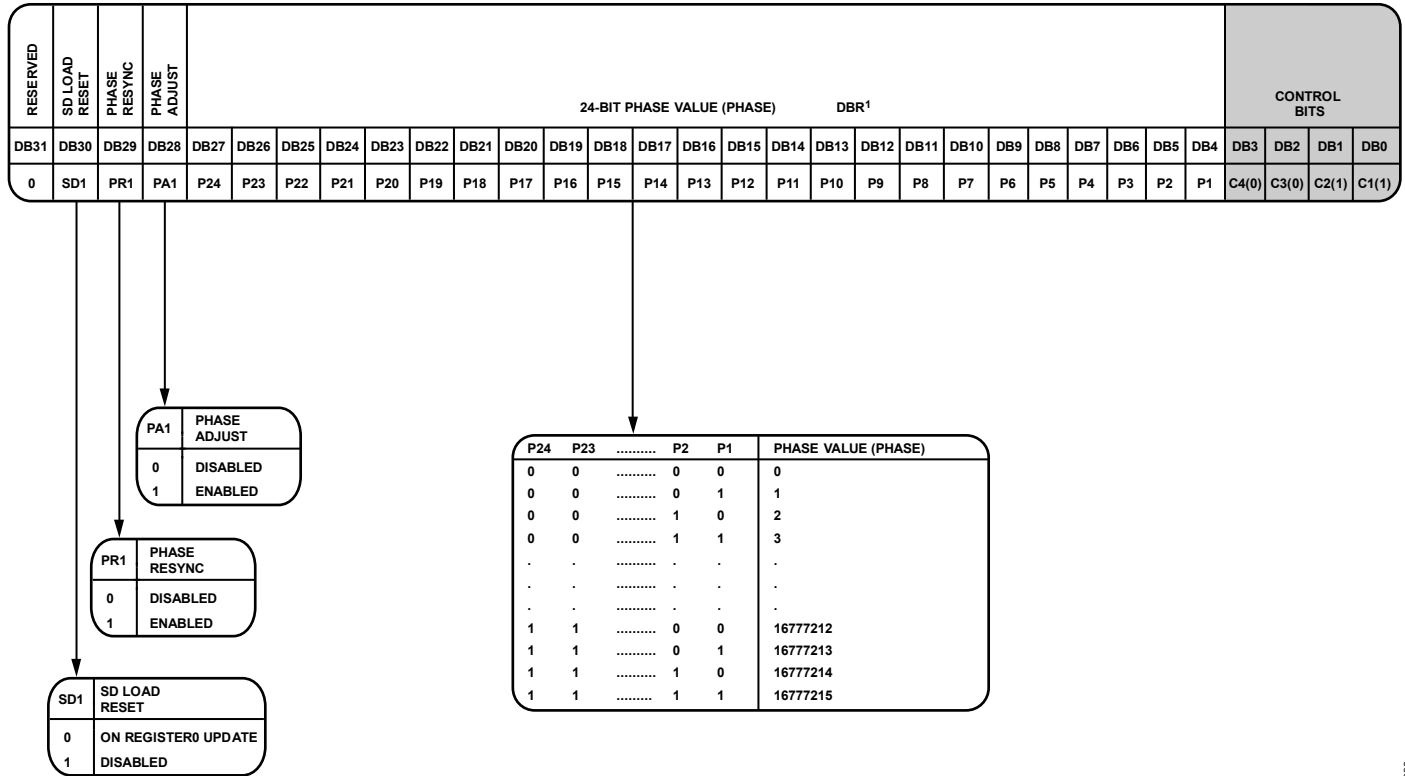 RESERVED
SD LOAD
RESET
PHASE
RESYNC
PHASE
ADJUST
24-BIT PHASE VALUE (PHASE) DBR1
CONTROL
BITS
DB31 DB30 DB29 DB28 DB27 DB26 DB25 DB24 DB23 DB22 DB21 DB20 DB19 DB18 DB17 DB16 DB15 DB14 DB13 DB12 DB11 DB10 DB9 DB8 DB7 DB6 DB5 DB4 DB3 DB2 DB1 DB0
0 SD1 PR1 PA1 P24 P23 P22 P21 P20 P19 P18 P17 P16 P15 P14 P13 P12 P11 P10 P9 P8 P7 P6 P5 P4 P3 P2 P1 C4(0) C3(0) C2(1) C1(1)
PA1 PHASE
ADJUST
0 DISABLED
1 ENABLED
PR1 PHASE
RESYNC
0 DISABLED
1 ENABLED
SD1 SD LOAD
RESET
0 ON REGISTER0 UPDATE
1 DISABLED
P24 P23 .......... P2 P1 PHASE VALUE (PHASE)
0 0 .......... 0 0 0
0 0 .......... 0 1 1
0 0 .......... 1 0 2
0 0 .......... 1 1 3
. . .......... . . .
. . .......... . . .
. . .......... . . .
1 1 .......... 0 0 16777212
1 1 .......... 0 1 16777213
1 1 .......... 1 0 16777214
1 1 ......... 1 1 16777215